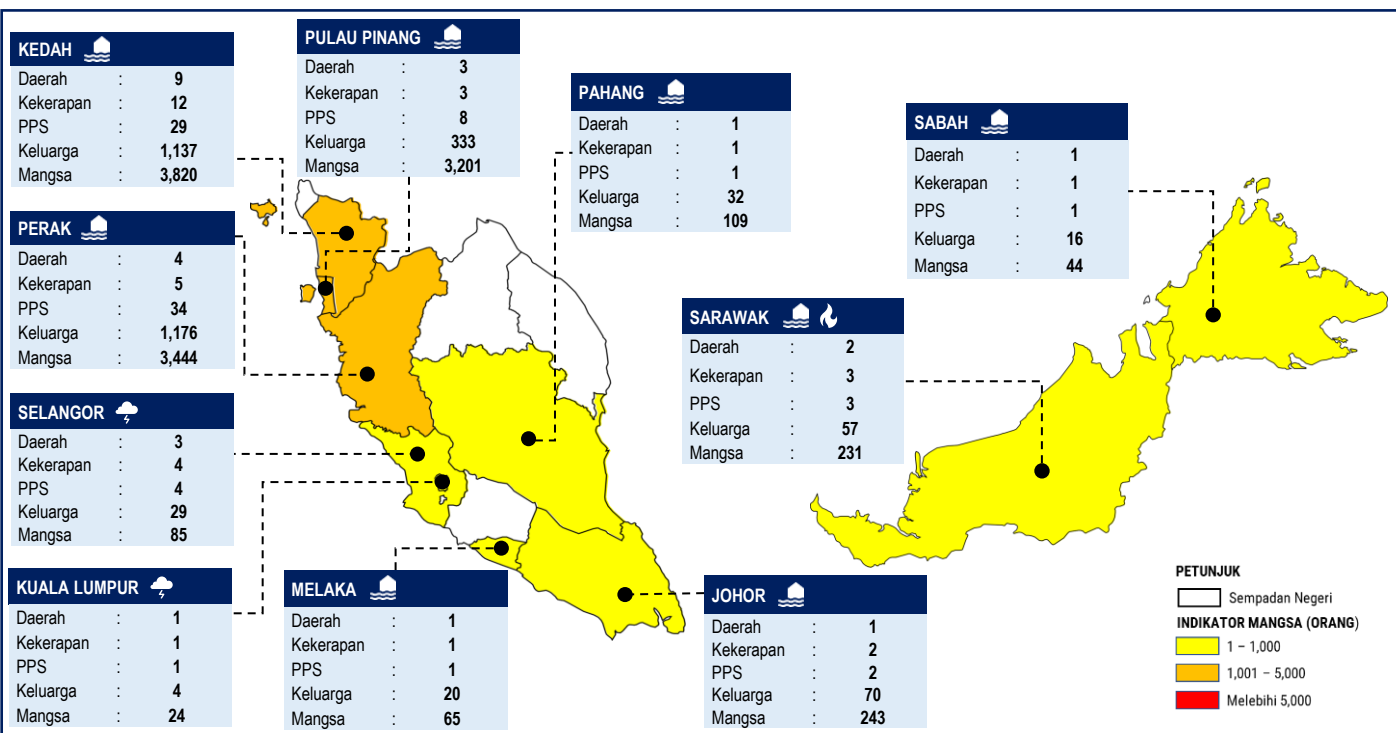 KEDAH
Daerah : 9
Kekerapan : 12
PPS : 29
Keluarga : 1,137
Mangsa : 3,820
PULAU PINANG
Daerah : 3
Kekerapan : 3
PPS : 8
Keluarga : 333
Mangsa : 3,201
PAHANG
Daerah : 1
Kekerapan : 1
PPS : 1
Keluarga : 32
Mangsa : 109
SABAH
Daerah : 1
Kekerapan : 1
PPS : 1
Keluarga : 16
Mangsa : 44
PERAK
Daerah : 4
Kekerapan : 5
PPS : 34
Keluarga : 1,176
Mangsa : 3,444
SARAWAK
Daerah : 2
Kekerapan : 3
PPS : 3
Keluarga : 57
Mangsa : 231
SELANGOR
Daerah : 3
Kekerapan : 4
PPS : 4
Keluarga : 29
Mangsa : 85
KUALA LUMPUR
Daerah : 1
Kekerapan : 1
PPS : 1
Keluarga : 4
Mangsa : 24
MELAKA
Daerah : 1
Kekerapan : 1
PPS : 1
Keluarga : 20
Mangsa : 65
JOHOR
Daerah : 1
Kekerapan : 2
PPS : 2
Keluarga : 70
Mangsa : 243
PETUNJUK
Sempadan Negeri
INDIKATOR MANGSA (ORANG)
1 – 1,000
1,001 – 5,000
Melebihi 5,000